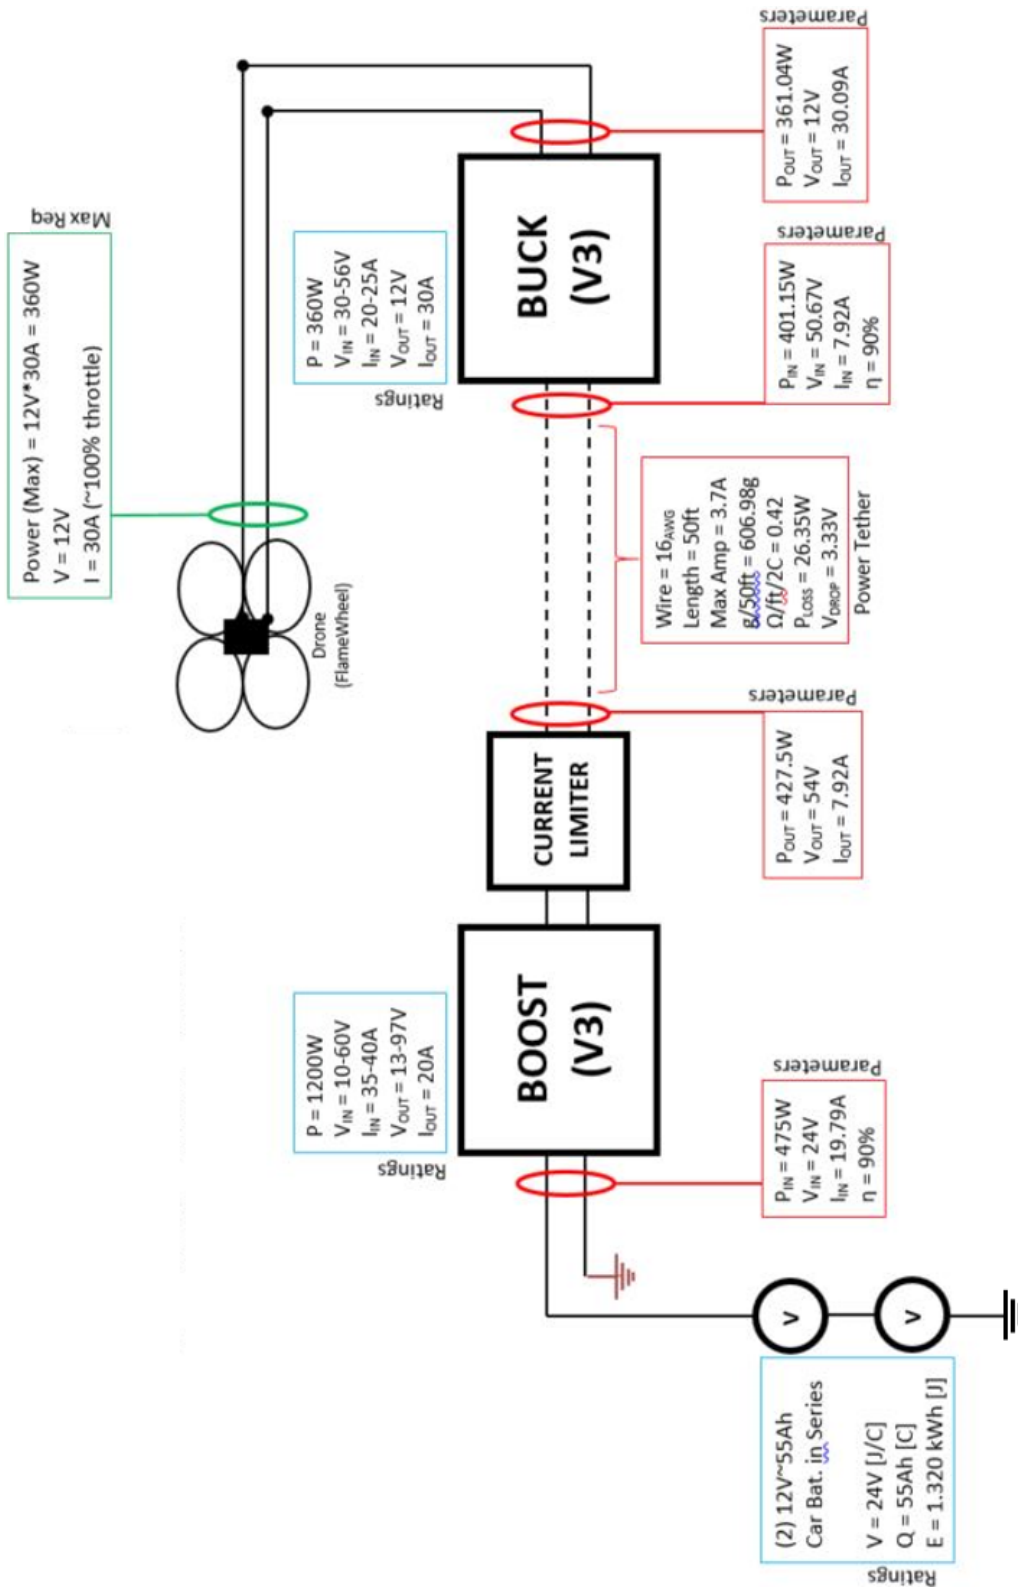 Max Req
Power (Max) = 12V*30A = 360W
V = 12V
I = 30A (~100% throttle)
Drone
(FlameWheel)
Ratings
P = 1200W
VIN = 10-60V
IIN = 35-40A
VOUT = 13-97V
IOUT = 20A
Ratings
P = 360W
VIN = 30-56V
IIN = 20-25A
VOUT = 12V
IOUT = 30A
BOOST
(V3)
CURRENT
LIMITER
BUCK
(V3)
Ratings
(2) 12V~55Ah
Car Bat. in Series
V = 24V [J/C]
Q = 55Ah [C]
E = 1.320 kWh [J]
V
V
Parameters
PIN = 475W
VIN = 24V
IIN = 19.79A
η = 90%
Parameters
POUT = 427.5W
VOUT = 54V
IOUT = 7.92A
Wire = 16AWG
Length = 50ft
Max Amp = 3.7A
g/50ft = 606.98g
Ω/ft/2C = 0.42
PLOSS = 26.35W
VDROP = 3.33V
Power Tether
Parameters
PIN = 401.15W
VIN = 50.67V
IIN = 7.92A
η = 90%
Parameters
POUT = 361.04W
VOUT = 12V
IOUT = 30.09A